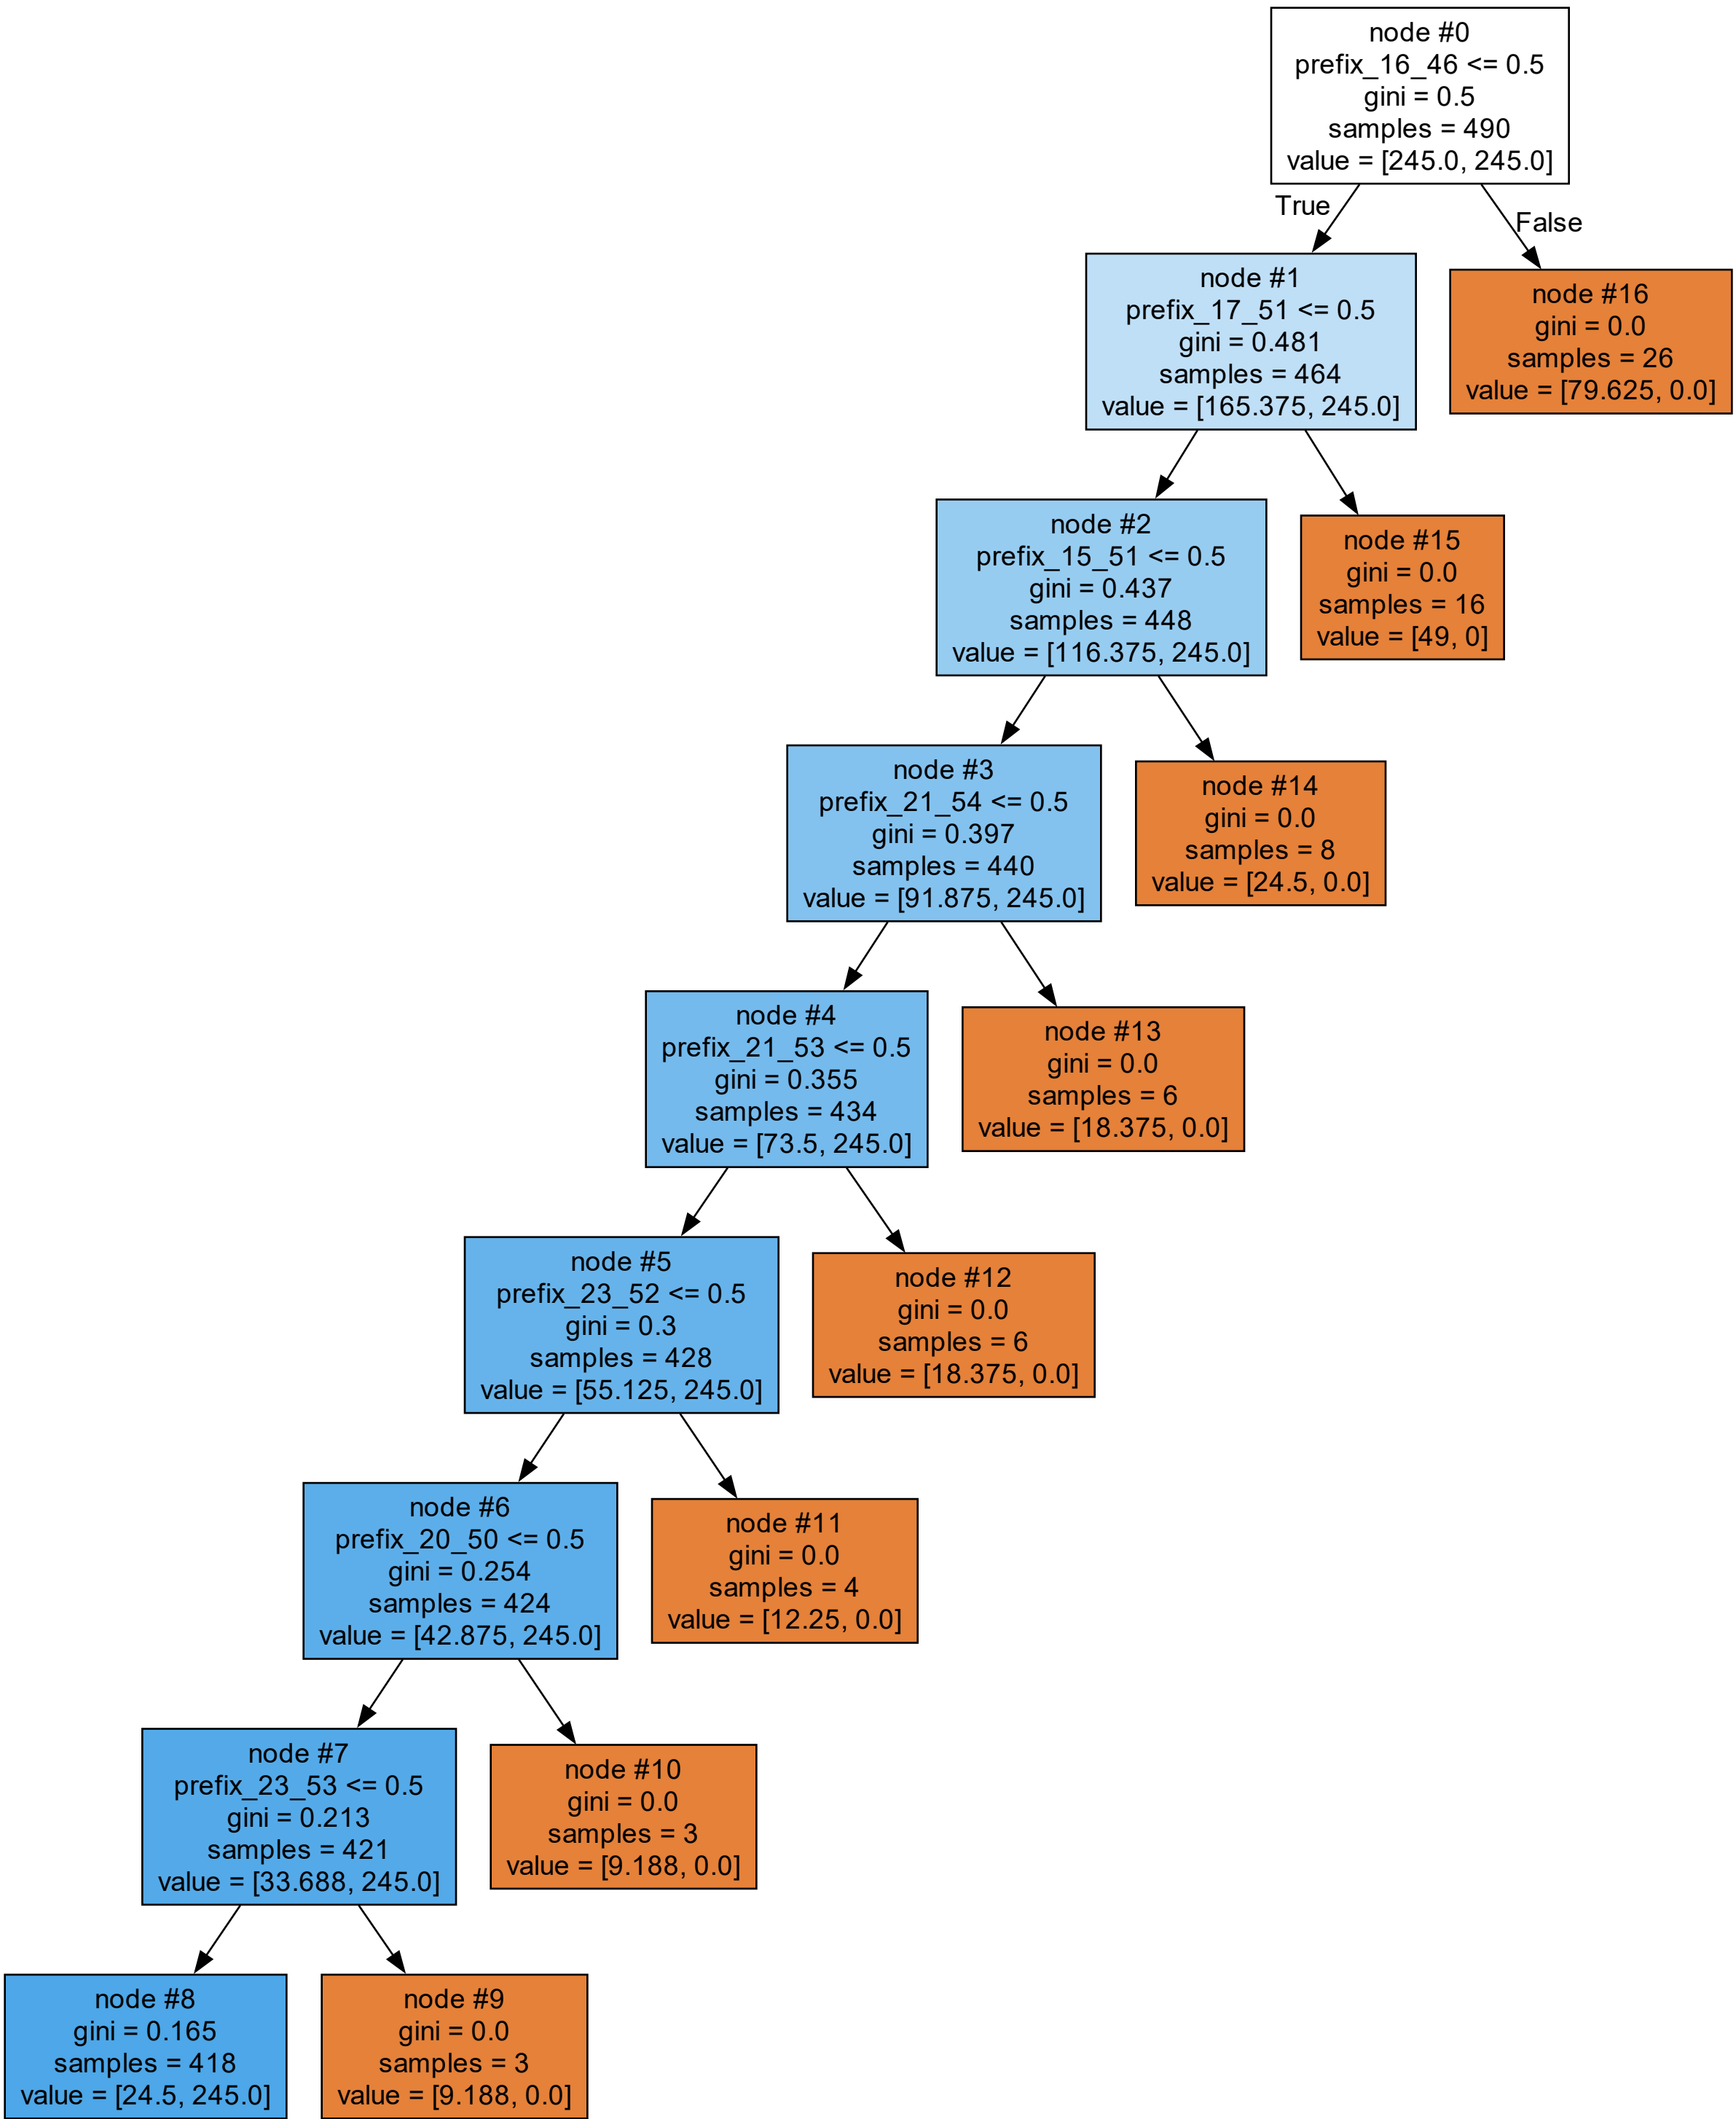 node #0
prefix_16_46 <= 0.5
gini = 0.5
samples = 490
value = [245.0, 245.0]
True
False
node #1
prefix_17_51 <= 0.5
gini = 0.481
samples = 464
value = [165.375, 245.0]
node #16
gini = 0.0
samples = 26
value = [79.625, 0.0]
node #2
prefix_15_51 <= 0.5
gini = 0.437
samples = 448
value = [116.375, 245.0]
node #15
gini = 0.0
samples = 16
value = [49, 0]
node #3
prefix_21_54 <= 0.5
gini = 0.397
samples = 440
value = [91.875, 245.0]
node #14
gini = 0.0
samples = 8
value = [24.5, 0.0]
node #4
prefix_21_53 <= 0.5
gini = 0.355
samples = 434
value = [73.5, 245.0]
node #13
gini = 0.0
samples = 6
value = [18.375, 0.0]
node #5
prefix_23_52 <= 0.5
gini = 0.3
samples = 428
value = [55.125, 245.0]
node #12
gini = 0.0
samples = 6
value = [18.375, 0.0]
node #6
prefix_20_50 <= 0.5
gini = 0.254
samples = 424
value = [42.875, 245.0]
node #11
gini = 0.0
samples = 4
value = [12.25, 0.0]
node #7
prefix_23_53 <= 0.5
gini = 0.213
samples = 421
value = [33.688, 245.0]
node #10
gini = 0.0
samples = 3
value = [9.188, 0.0]
node #8
gini = 0.165
samples = 418
value = [24.5, 245.0]
node #9
gini = 0.0
samples = 3
value = [9.188, 0.0]